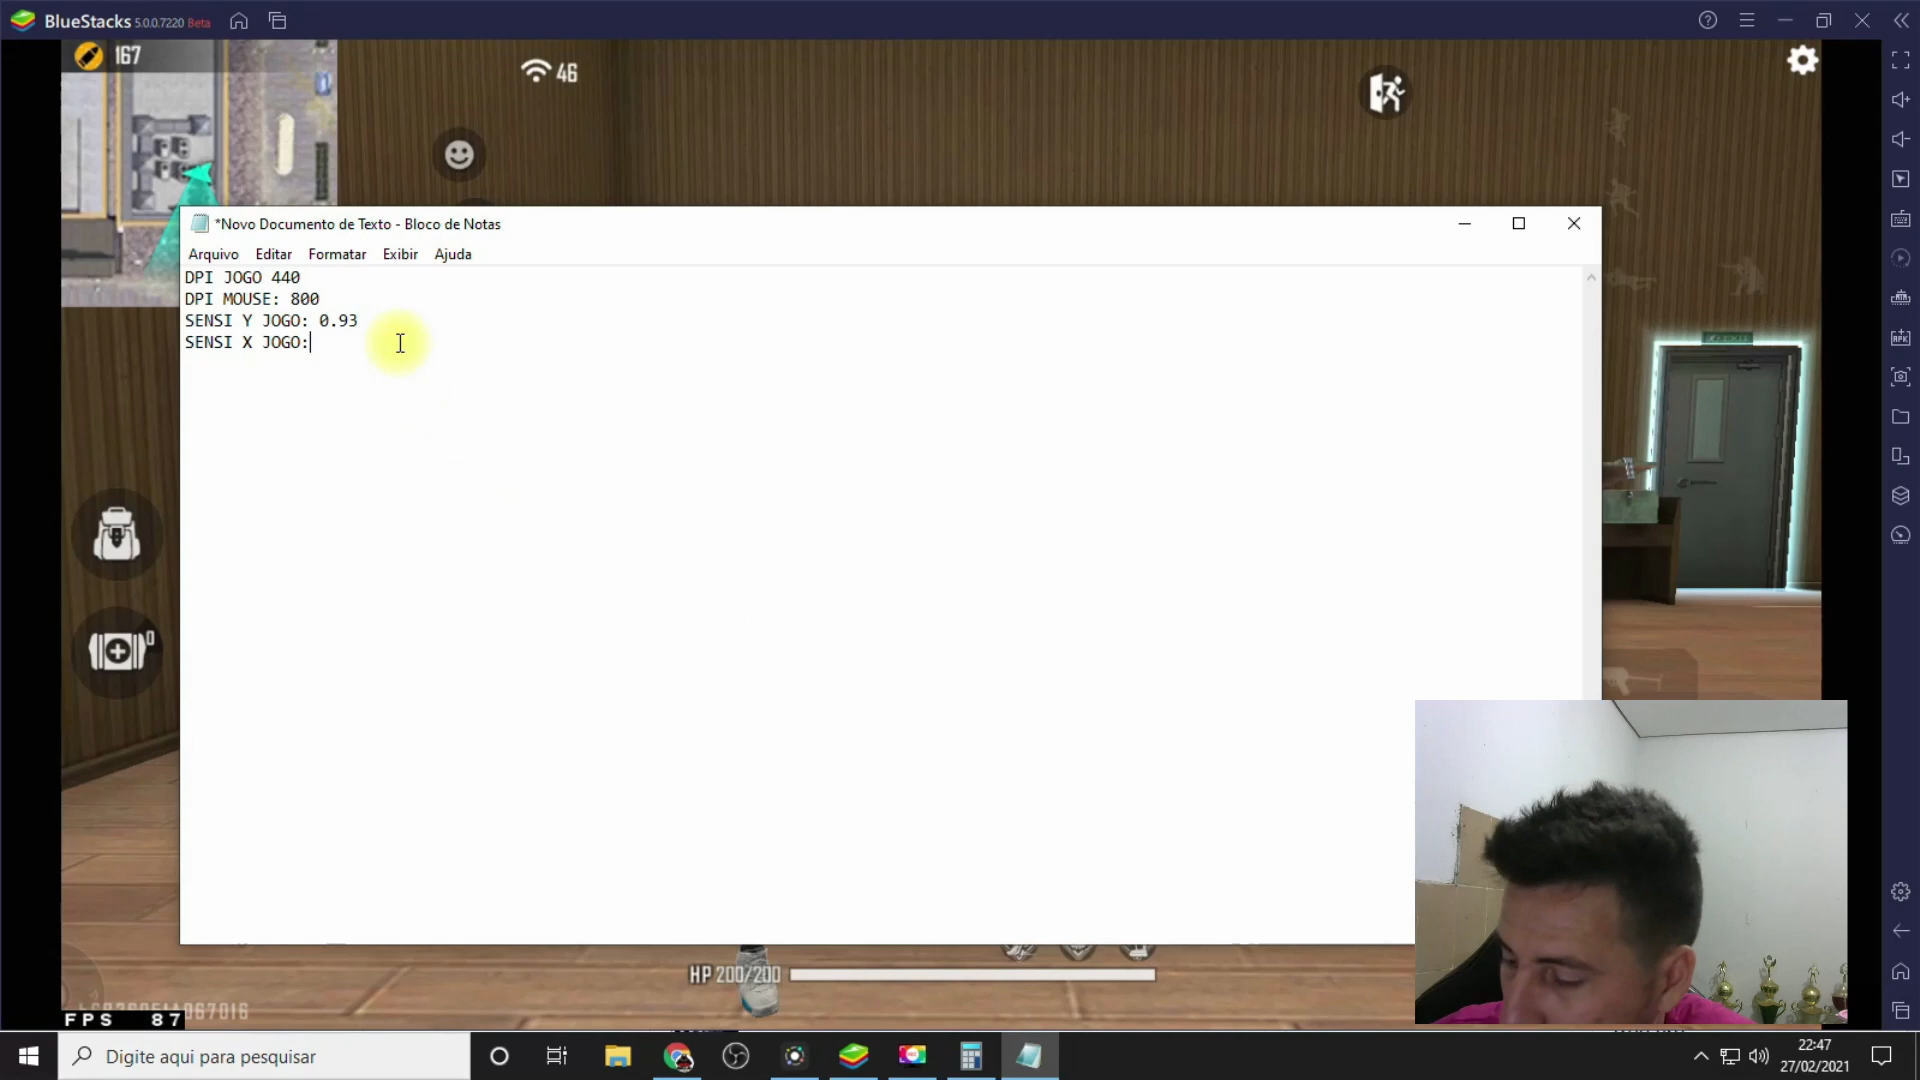 BlueStacks 5.0.0.7220 Beta
167
46
*Novo Documento de Texto - Bloco de Notas
Arquivo Editar Formatar Exibir Ajuda
DPI JOGO 440
DPI MOUSE: 800
SENSI Y JOGO: 0.93
SENSI X JOGO:
EXIT
0
HP 200/200
FPS 87
Digite aqui para pesquisar
22:47
27/02/2021